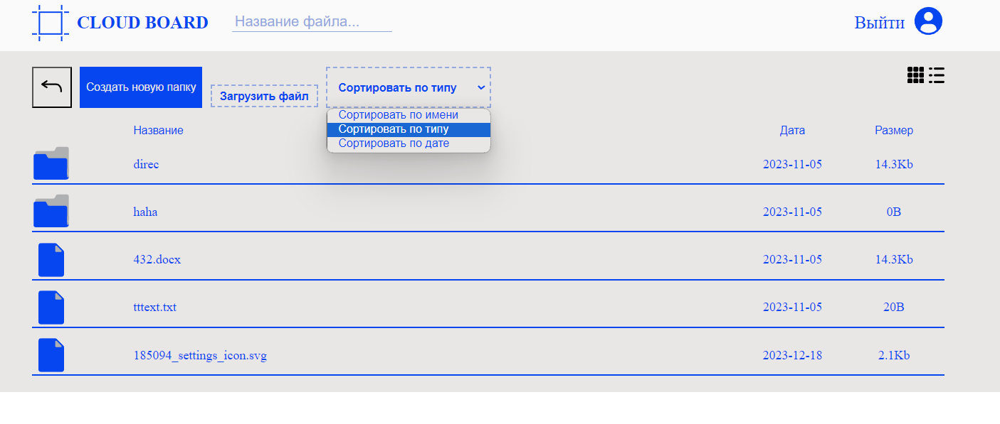 CLOUD BOARD
Название файла...
Выйти
Создать новую папку
Загрузить файл
Сортировать по типу
Сортировать по имени
Сортировать по типу
Сортировать по дате
Название Дата Размер
direc 2023-11-05 14.3Kb
haha 2023-11-05 0B
432.docx 2023-11-05 14.3Kb
tttext.txt 2023-11-05 20B
185094_settings_icon.svg 2023-12-18 2.1Kb